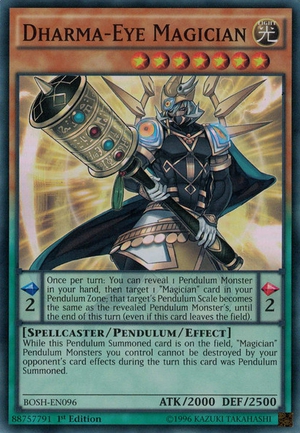 DHARMA-EYE MAGICIAN
LIGHT
光
Once per turn: You can reveal 1 Pendulum Monster
in your hand, then target 1 "Magician" card in your
Pendulum Zone; that target's Pendulum Scale becomes
the same as the revealed Pendulum Monster's, until
the end of this turn (even if this card leaves the field).
2
2
[SPELLCASTER/PENDULUM/EFFECT]
While this Pendulum Summoned card is on the field, "Magician"
Pendulum Monsters you control cannot be destroyed by your
opponent's card effects during the turn this card was Pendulum
Summoned.
BOSH-EN096
ATK/2000 DEF/2500
88757791 1st Edition
©1996 KAZUKI TAKAHASHI